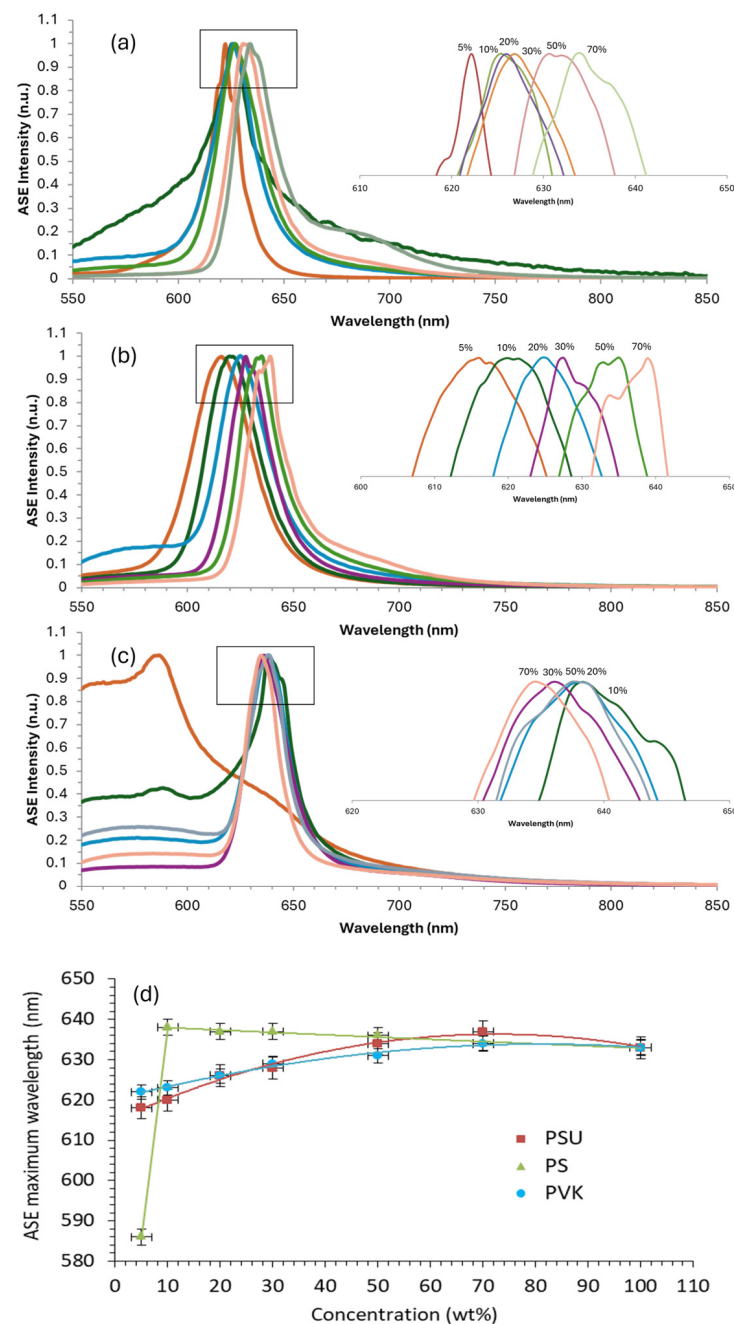 (a)
ASE Intensity (n.u.)
1.1
1
0.9
0.8
0.7
0.6
0.5
0.4
0.3
0.2
0.1
0
550 600 650 700 750 800 850
Wavelength (nm)
5% 10% 20% 30% 50% 70%
610 620 630 640 650
Wavelength (nm)
(b)
ASE Intensity (n.u.)
1.1
1
0.9
0.8
0.7
0.6
0.5
0.4
0.3
0.2
0.1
0
550 600 650 700 750 800 850
Wavelength (nm)
5% 10% 20% 30% 50% 70%
600 610 620 630 640 650
Wavelength (nm)
(c)
ASE Intensity (n.u.)
1.1
1
0.9
0.8
0.7
0.6
0.5
0.4
0.3
0.2
0.1
0
550 600 650 700 750 800 850
Wavelength (nm)
70% 30% 50% 20% 10%
620 630 640 650
Wavelength (nm)
(d)
ASE maximum wavelength (nm)
650
640
630
620
610
600
590
580
PSU
PS
PVK
0 10 20 30 40 50 60 70 80 90 100 110
Concentration (wt%)